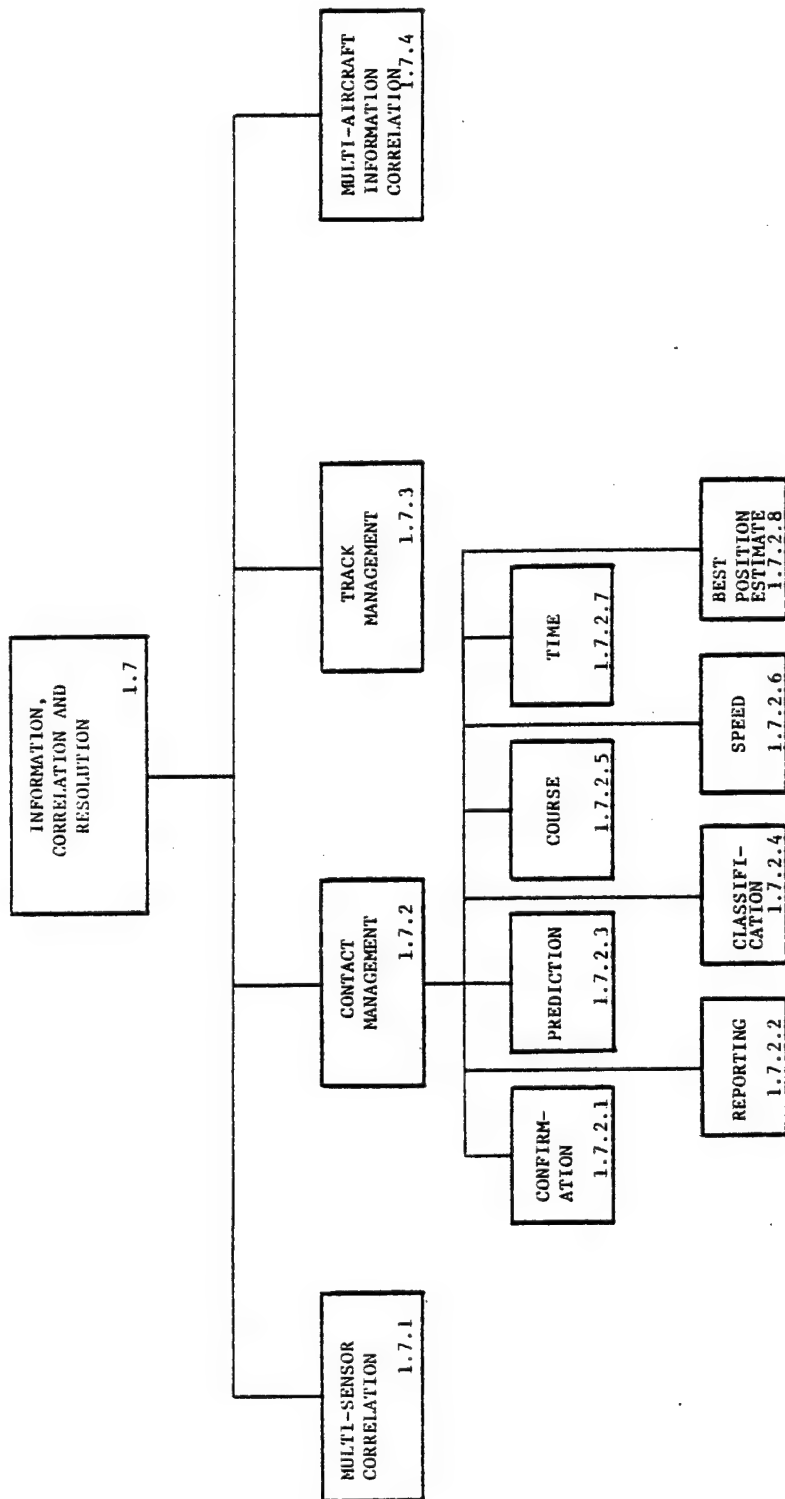 INFORMATION,
CORRELATION AND
RESOLUTION
1.7
MULTI-SENSOR
CORRELATION
1.7.1
CONTACT
MANAGEMENT
1.7.2
TRACK
MANAGEMENT
1.7.3
MULTI-AIRCRAFT
INFORMATION
CORRELATION
1.7.4
CONFIRM-
ATION
1.7.2.1
REPORTING
1.7.2.2
PREDICTION
1.7.2.3
CLASSIFI-
CATION
1.7.2.4
COURSE
1.7.2.5
SPEED
1.7.2.6
TIME
1.7.2.7
BEST
POSITION
ESTIMATE
1.7.2.8